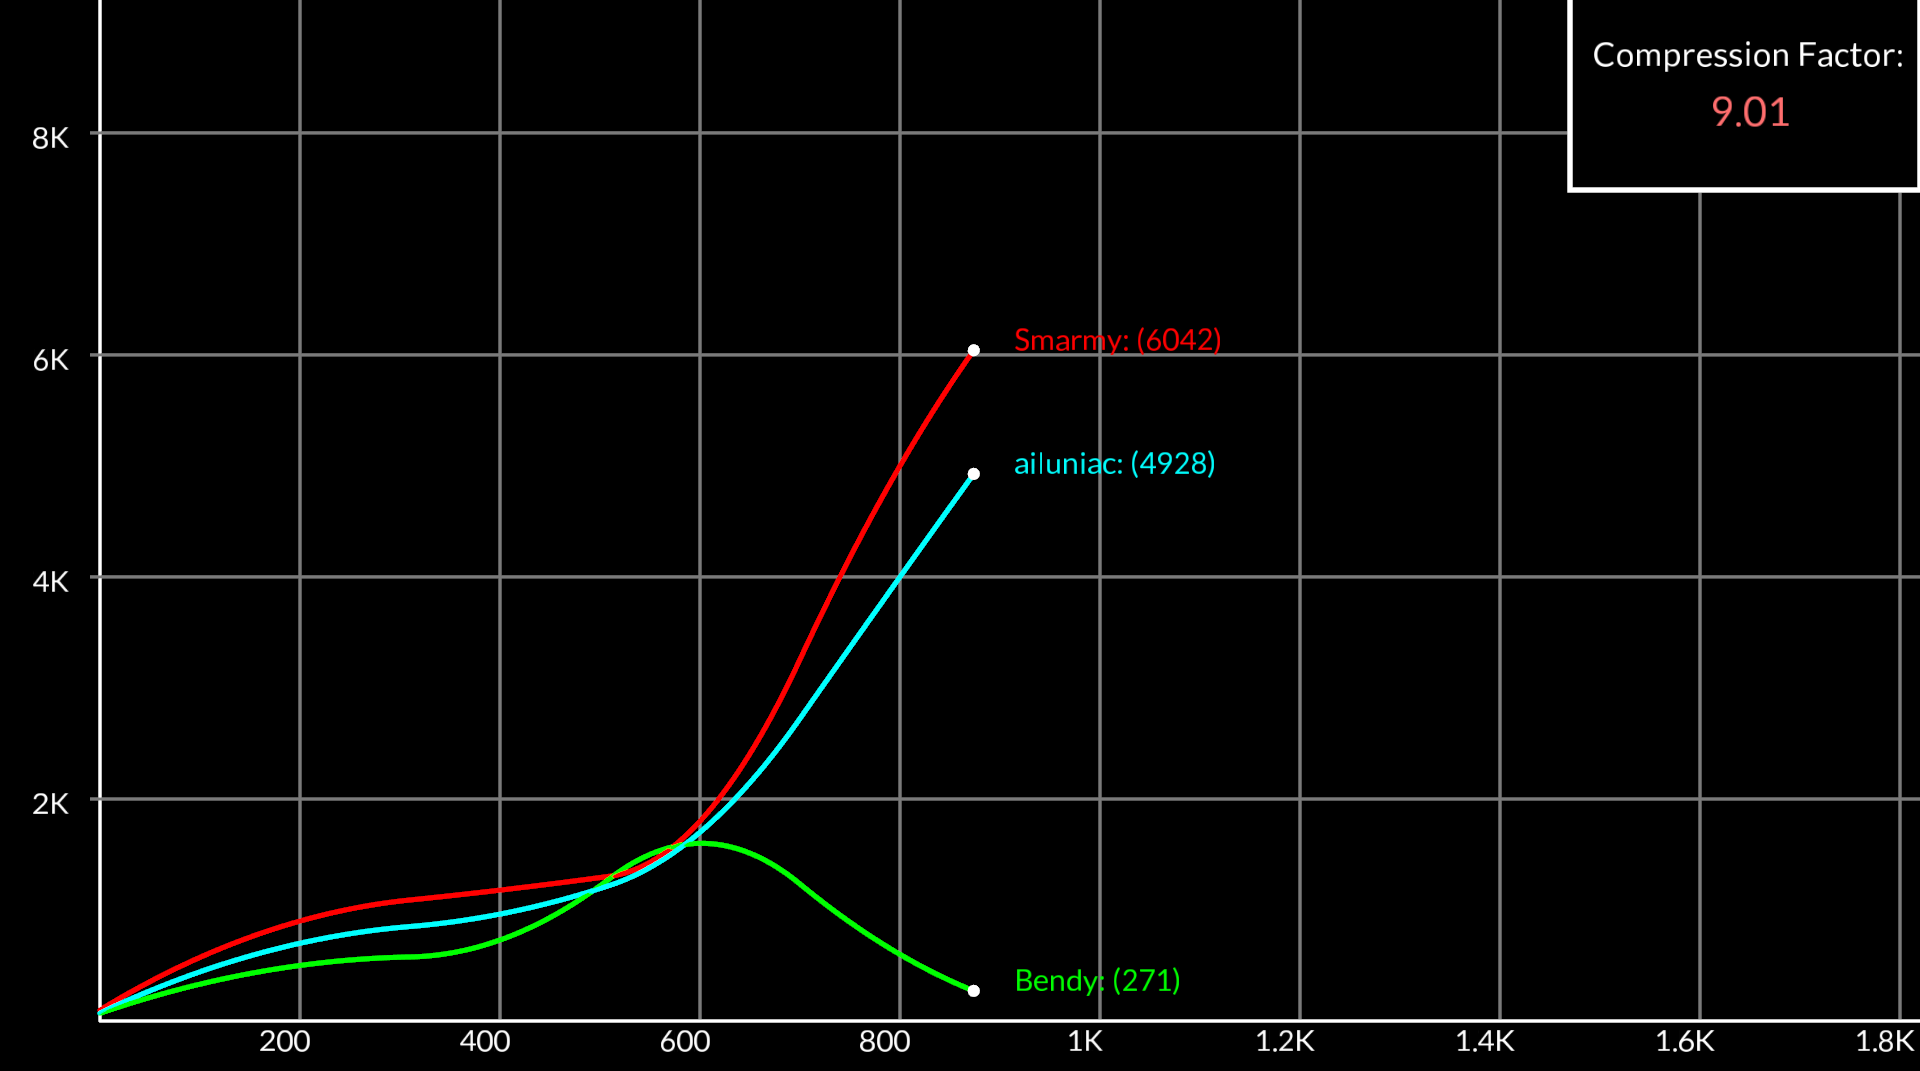 Compression Factor:
9.01
8K
6K
4K
2K
Smarmy: (6042)
ailuniac: (4928)
Bendy: (271)
200 400 600 800 1K 1.2K 1.4K 1.6K 1.8K